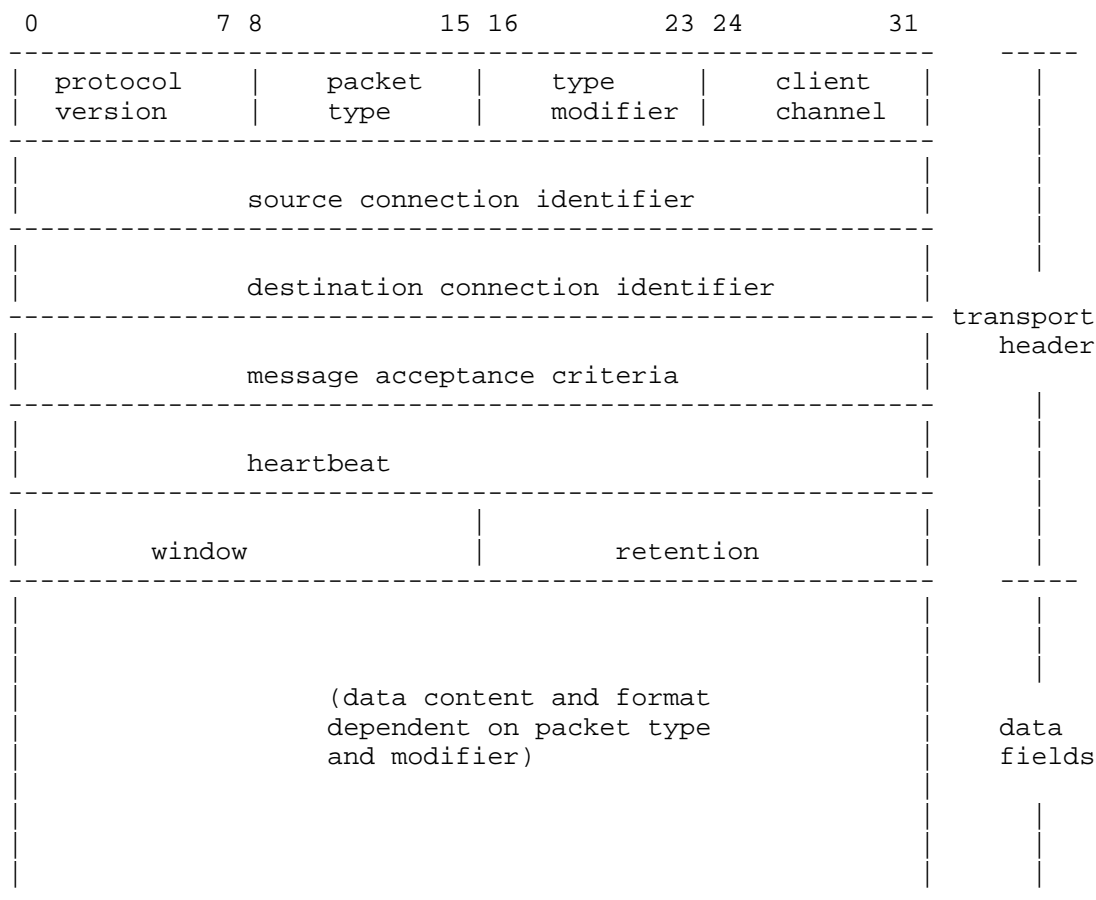 0 7 8 15 16 23 24 31
protocol packet type client
version type modifier channel
source connection identifier
destination connection identifier
transport
header
message acceptance criteria
heartbeat
window retention
(data content and format
dependent on packet type data
and modifier) fields